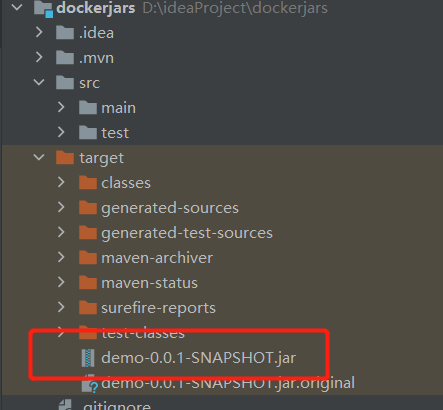 dockerjars D:\ideaProject\dockerjars
.idea
.mvn
src
main
test
target
classes
generated-sources
generated-test-sources
maven-archiver
maven-status
surefire-reports
test-classes
demo-0.0.1-SNAPSHOT.jar
demo-0.0.1-SNAPSHOT.jar.original
.gitignore